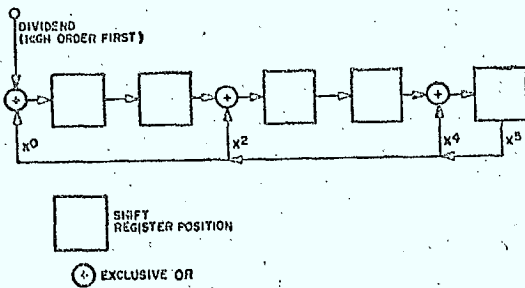 DIVIDEND
(HIGH ORDER FIRST)
X⁰
X²
X⁴
X⁵
SHIFT
REGISTER POSITION
EXCLUSIVE OR